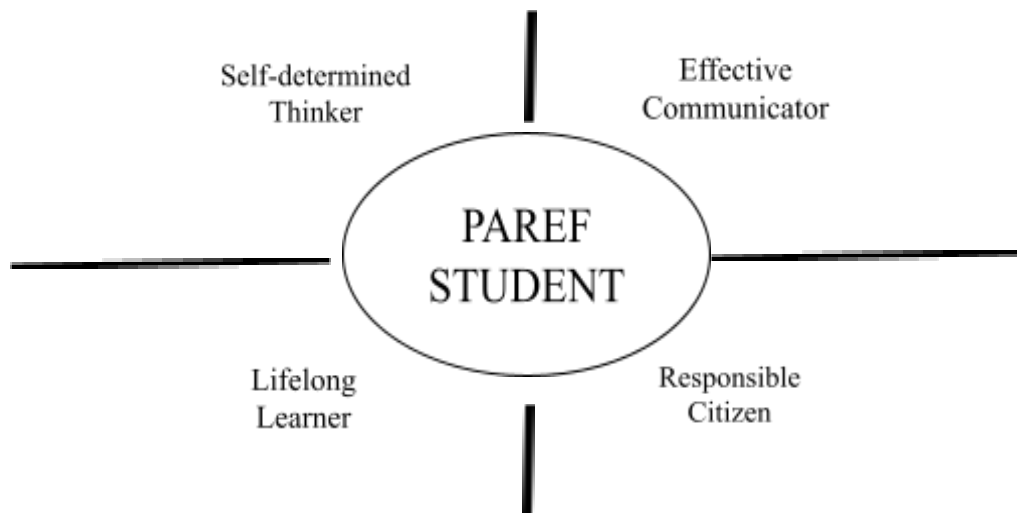 Self-determined
Thinker
Effective
Communicator
PAREF
STUDENT
Lifelong
Learner
Responsible
Citizen